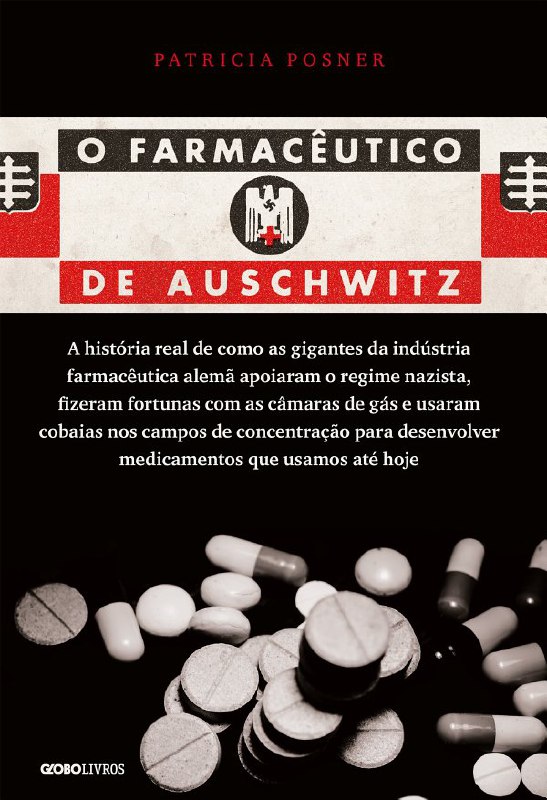 PATRICIA POSNER
O FARMACÊUTICO
DE AUSCHWITZ
A história real de como as gigantes da indústria
farmacêutica alemã apoiaram o regime nazista,
fizeram fortunas com as câmaras de gás e usaram
cobaias nos campos de concentração para desenvolver
medicamentos que usamos até hoje
GLOBOLIVROS